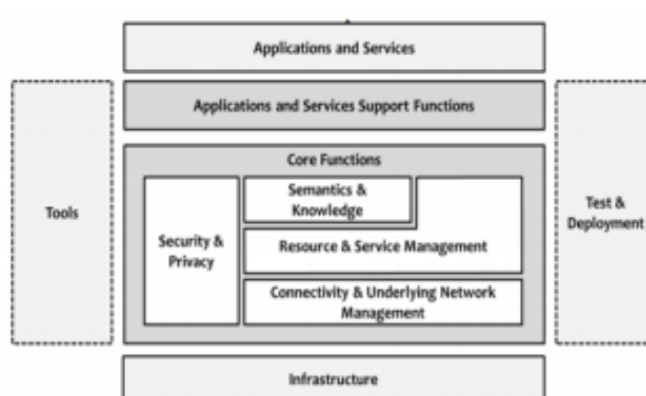 Applications and Services
Applications and Services Support Functions
Core Functions
Tools
Security &
Privacy
Semantics &
Knowledge
Resource & Service Management
Connectivity & Underlying Network
Management
Test &
Deployment
Infrastructure